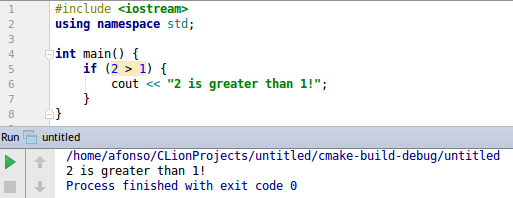 1 #include <iostream>
2 using namespace std;
3
4 int main() {
5     if (2 > 1) {
6         cout << "2 is greater than 1!";
7     }
8 }
Run untitled
/home/afonso/CLionProjects/untitled/cmake-build-debug/untitled
2 is greater than 1!
Process finished with exit code 0